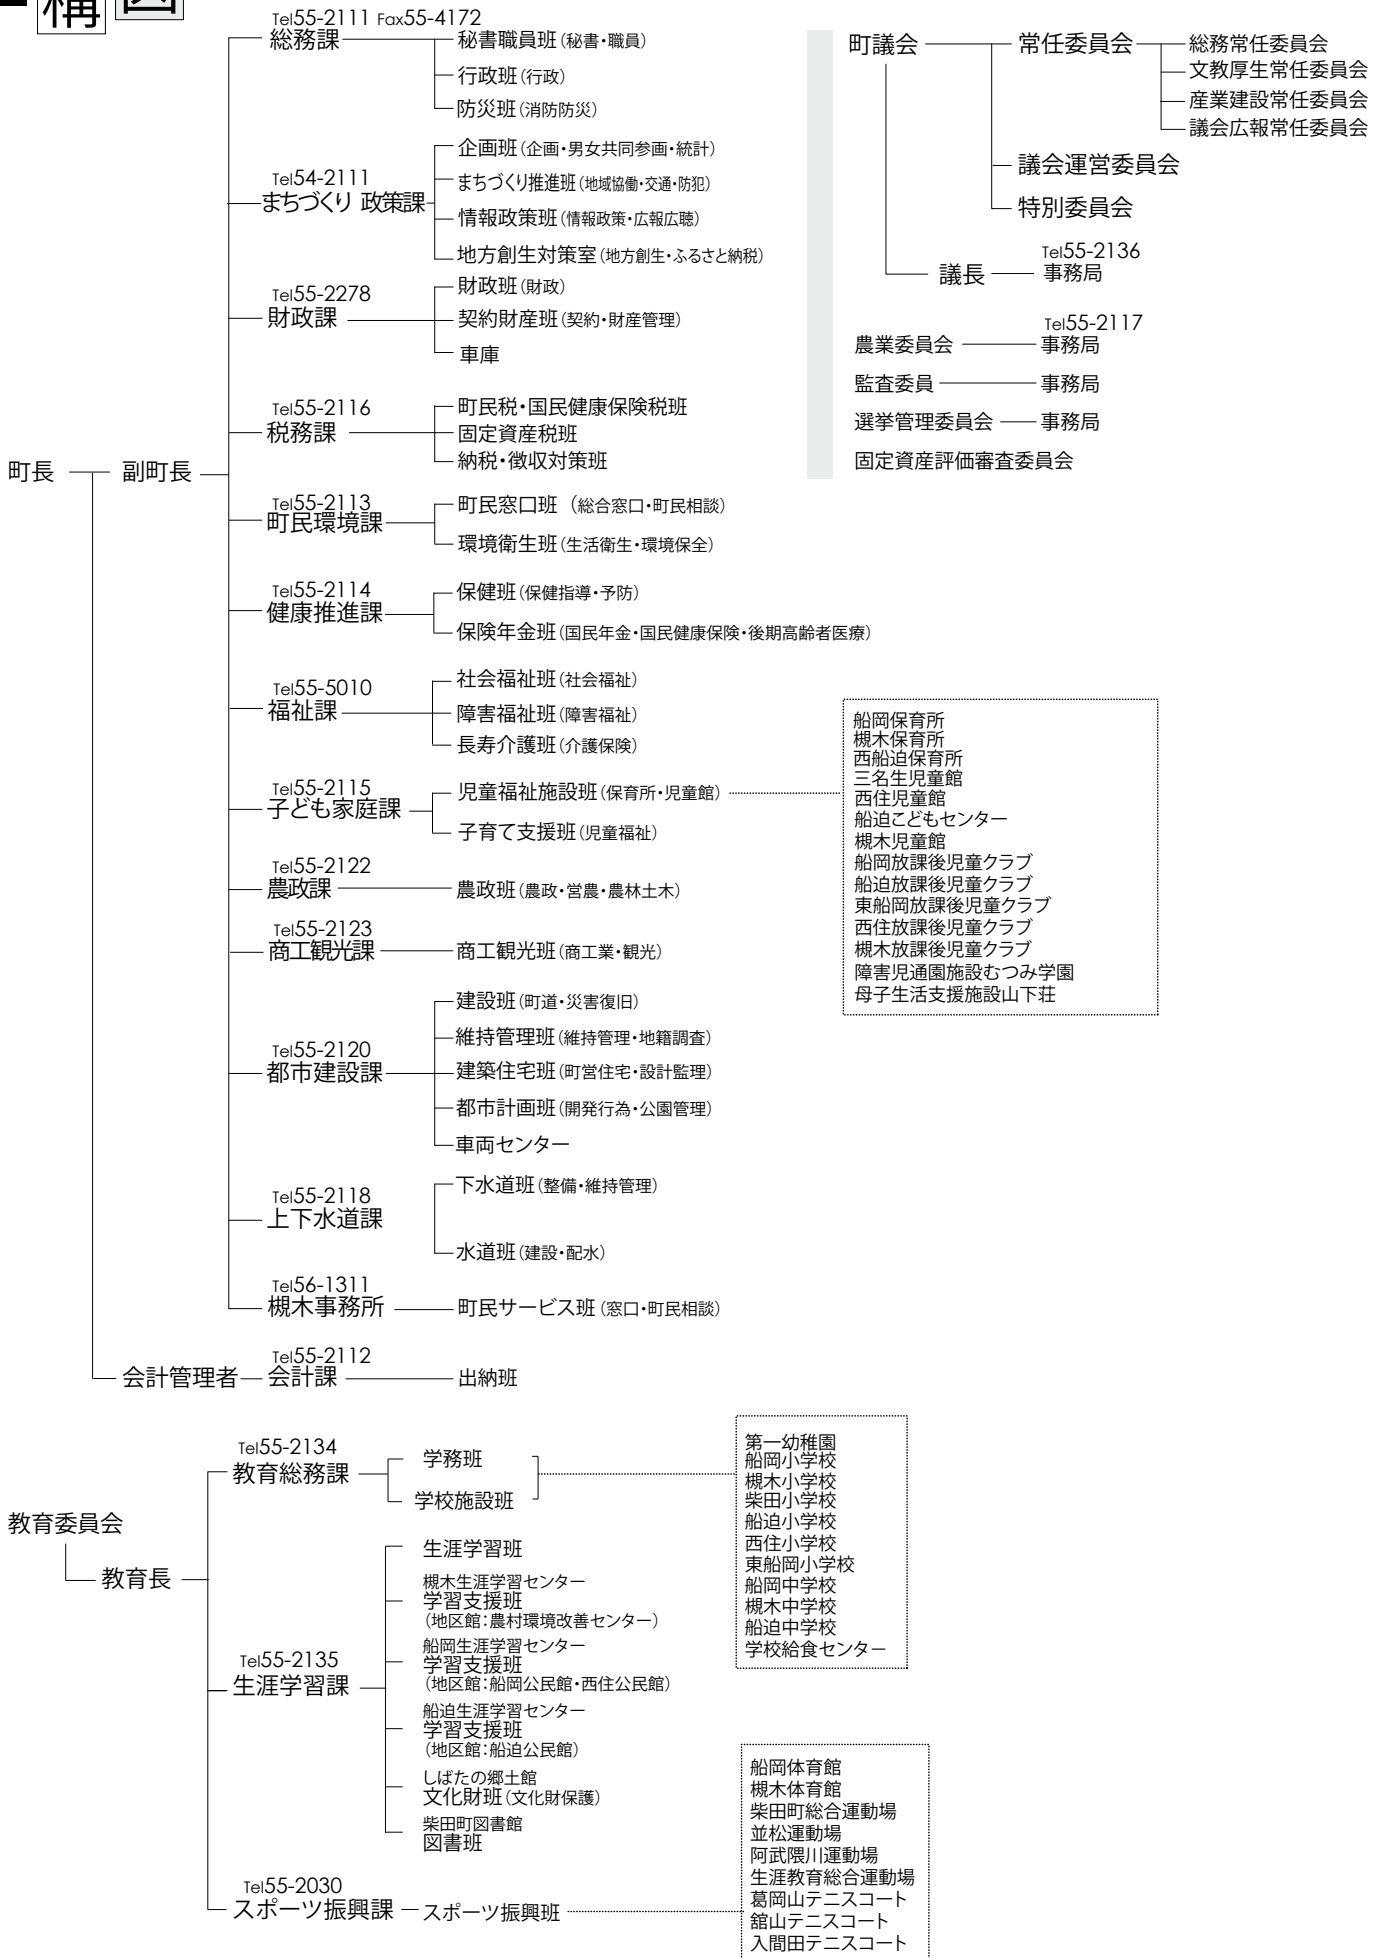 構図
Tel55-2111 Fax55-4172
総務課
秘書職員班(秘書・職員)
行政班(行政)
防災班(消防防災)
Tel54-2111
まちづくり 政策課
企画班(企画・男女共同参画・統計)
まちづくり推進班(地域協働・交通・防犯)
情報政策班(情報政策・広報広聴)
地方創生対策室(地方創生・ふるさと納税)
Tel55-2278
財政課
財政班(財政)
契約財産班(契約・財産管理)
車庫
Tel55-2116
税務課
町民税・国民健康保険税班
固定資産税班
納税・徴収対策班
町長
副町長
Tel55-2113
町民環境課
町民窓口班 (総合窓口・町民相談)
環境衛生班(生活衛生・環境保全)
Tel55-2114
健康推進課
保健班(保健指導・予防)
保険年金班(国民年金・国民健康保険・後期高齢者医療)
Tel55-5010
福祉課
社会福祉班(社会福祉)
障害福祉班(障害福祉)
長寿介護班(介護保険)
Tel55-2115
子ども家庭課
児童福祉施設班(保育所・児童館)
子育て支援班(児童福祉)
船岡保育所
槻木保育所
西船迫保育所
三名生児童館
西住児童館
船迫こどもセンター
槻木児童館
船岡放課後児童クラブ
船迫放課後児童クラブ
東船岡放課後児童クラブ
西住放課後児童クラブ
槻木放課後児童クラブ
障害児通園施設むつみ学園
母子生活支援施設山下荘
Tel55-2122
農政課
農政班(農政・営農・農林土木)
Tel55-2123
商工観光課
商工観光班(商工業・観光)
Tel55-2120
都市建設課
建設班(町道・災害復旧)
維持管理班(維持管理・地籍調査)
建築住宅班(町営住宅・設計監理)
都市計画班(開発行為・公園管理)
車両センター
Tel55-2118
上下水道課
下水道班(整備・維持管理)
水道班(建設・配水)
Tel56-1311
槻木事務所
町民サービス班(窓口・町民相談)
会計管理者
Tel55-2112
会計課
出納班
町議会
常任委員会
総務常任委員会
文教厚生常任委員会
産業建設常任委員会
議会広報常任委員会
議会運営委員会
特別委員会
議長
Tel55-2136
事務局
Tel55-2117
農業委員会
事務局
監査委員
事務局
選挙管理委員会
事務局
固定資産評価審査委員会
教育委員会
教育長
Tel55-2134
教育総務課
学務班
学校施設班
第一幼稚園
船岡小学校
槻木小学校
柴田小学校
船迫小学校
西住小学校
東船岡小学校
船岡中学校
槻木中学校
船迫中学校
学校給食センター
Tel55-2135
生涯学習課
生涯学習班
槻木生涯学習センター
学習支援班
(地区館:農村環境改善センター)
船岡生涯学習センター
学習支援班
(地区館:船岡公民館・西住公民館)
船迫生涯学習センター
学習支援班
(地区館:船迫公民館)
しばたの郷土館
文化財班(文化財保護)
柴田町図書館
図書班
Tel55-2030
スポーツ振興課
スポーツ振興班
船岡体育館
槻木体育館
柴田町総合運動場
並松運動場
阿武隈川運動場
生涯教育総合運動場
葛岡山テニスコート
舘山テニスコート
入間田テニスコート